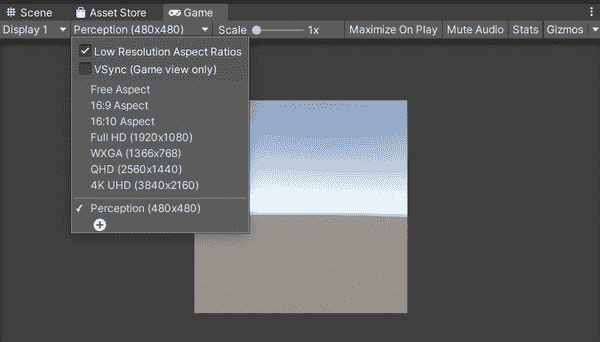 Scene Asset Store Game
Display 1 Perception (480x480) Scale 1x Maximize On Play Mute Audio Stats Gizmos
Low Resolution Aspect Ratios
VSync (Game view only)
Free Aspect
16:9 Aspect
16:10 Aspect
Full HD (1920x1080)
WXGA (1366x768)
QHD (2560x1440)
4K UHD (3840x2160)
Perception (480x480)